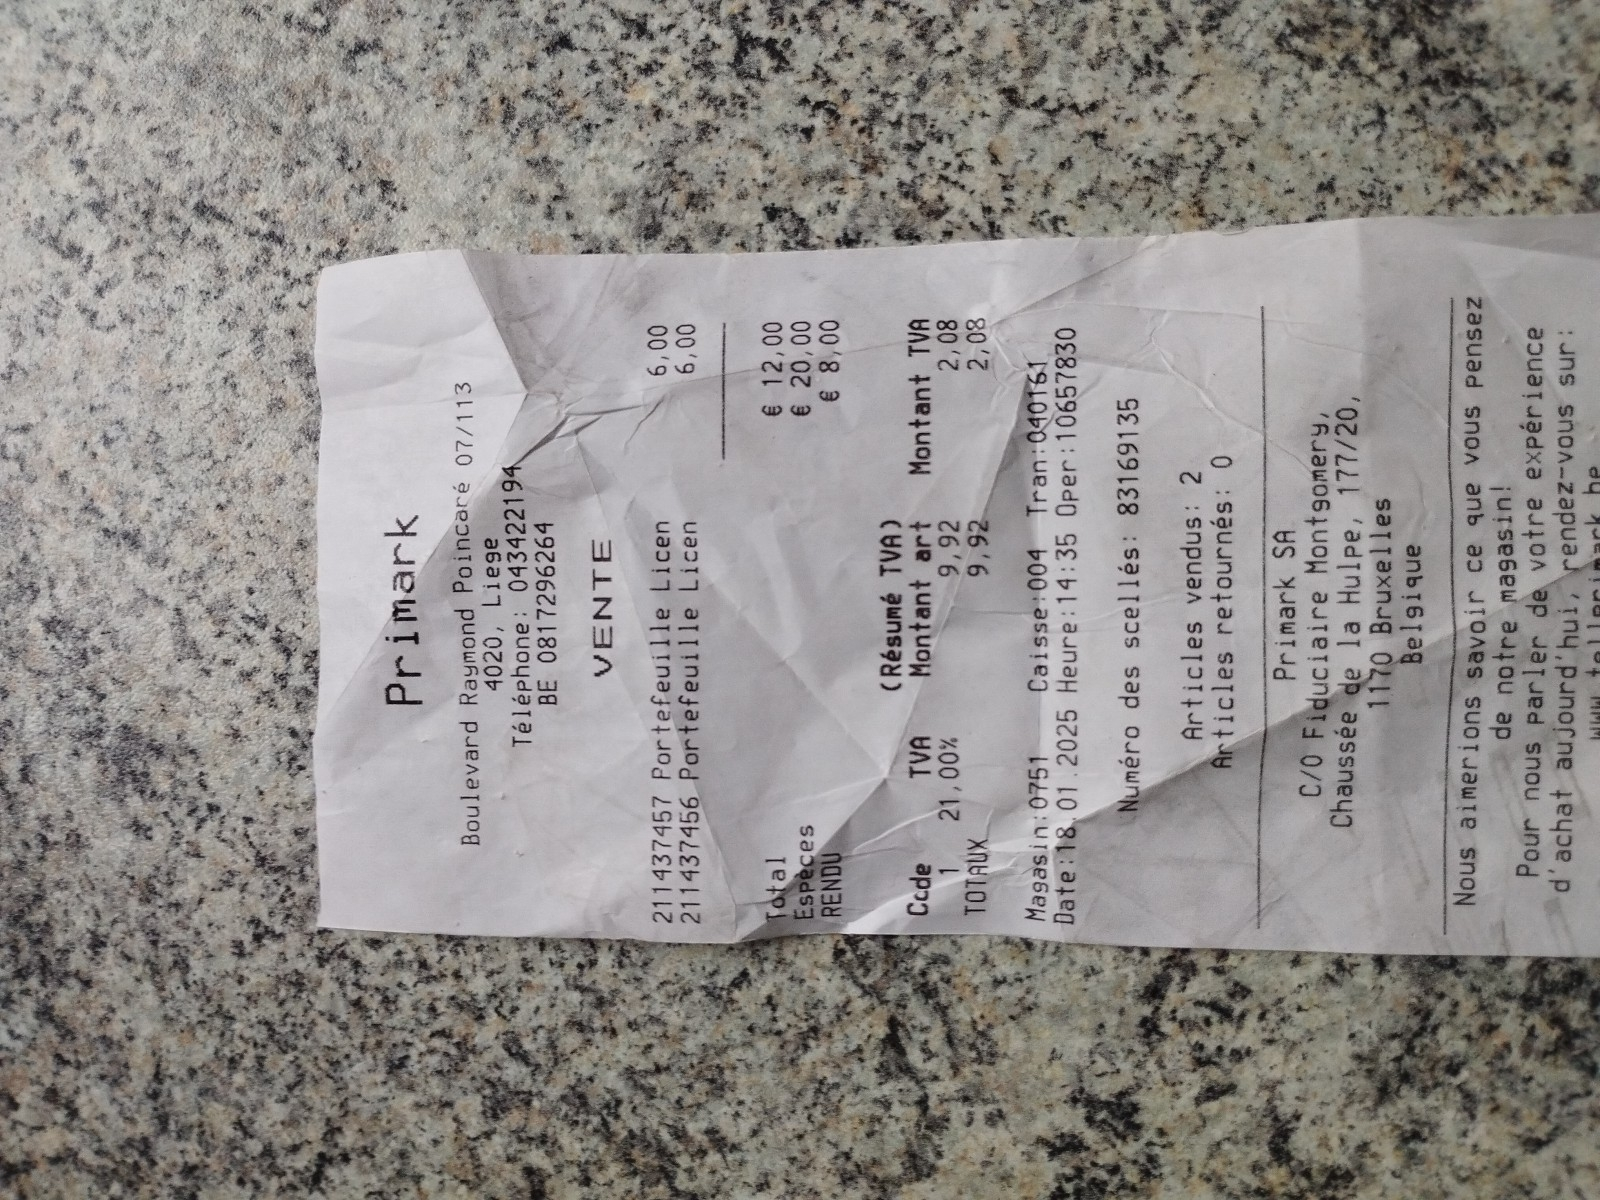 Primark
Boulevard Raymond Poincaré 07/113
4020, Liege
Téléphone: 043422194
BE 0817296264
VENTE
211437457 Portefeuille Licen 6,00
211437456 Portefeuille Licen 6,00
Total € 12,00
Espèces € 20,00
RENDU € 8,00
(Résumé TVA)
Code TVA Montant art Montant TVA
1 21,00% 9,92 2,08
TOTAUX 9,92 2,08
Magasin:0751 Caisse:004 Tran:040161
Date:18.01.2025 Heure:14:35 Oper:10657830
Numéro des scellés: 83169135
Articles vendus: 2
Articles retournés: 0
Primark SA
C/O Fiduciaire Montgomery,
Chaussée de la Hulpe, 177/20,
1170 Bruxelles
Belgique
Nous aimerions savoir ce que vous pensez
de notre magasin!
Pour nous parler de votre expérience
d'achat aujourd'hui, rendez-vous sur:
www.tellprimark.be